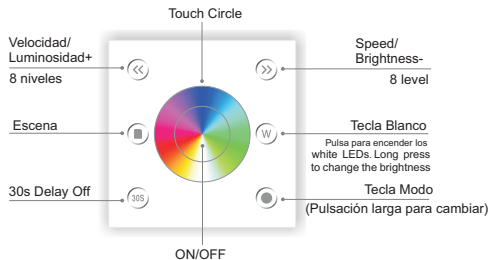 Touch Circle
Velocidad/
Luminosidad+
8 niveles
Speed/
Brightness-
8 level
Escena
W
Tecla Blanco
Pulsa para encender los
white LEDs. Long press
to change the brightness
30s Delay Off
30S
Tecla Modo
(Pulsación larga para cambiar)
ON/OFF